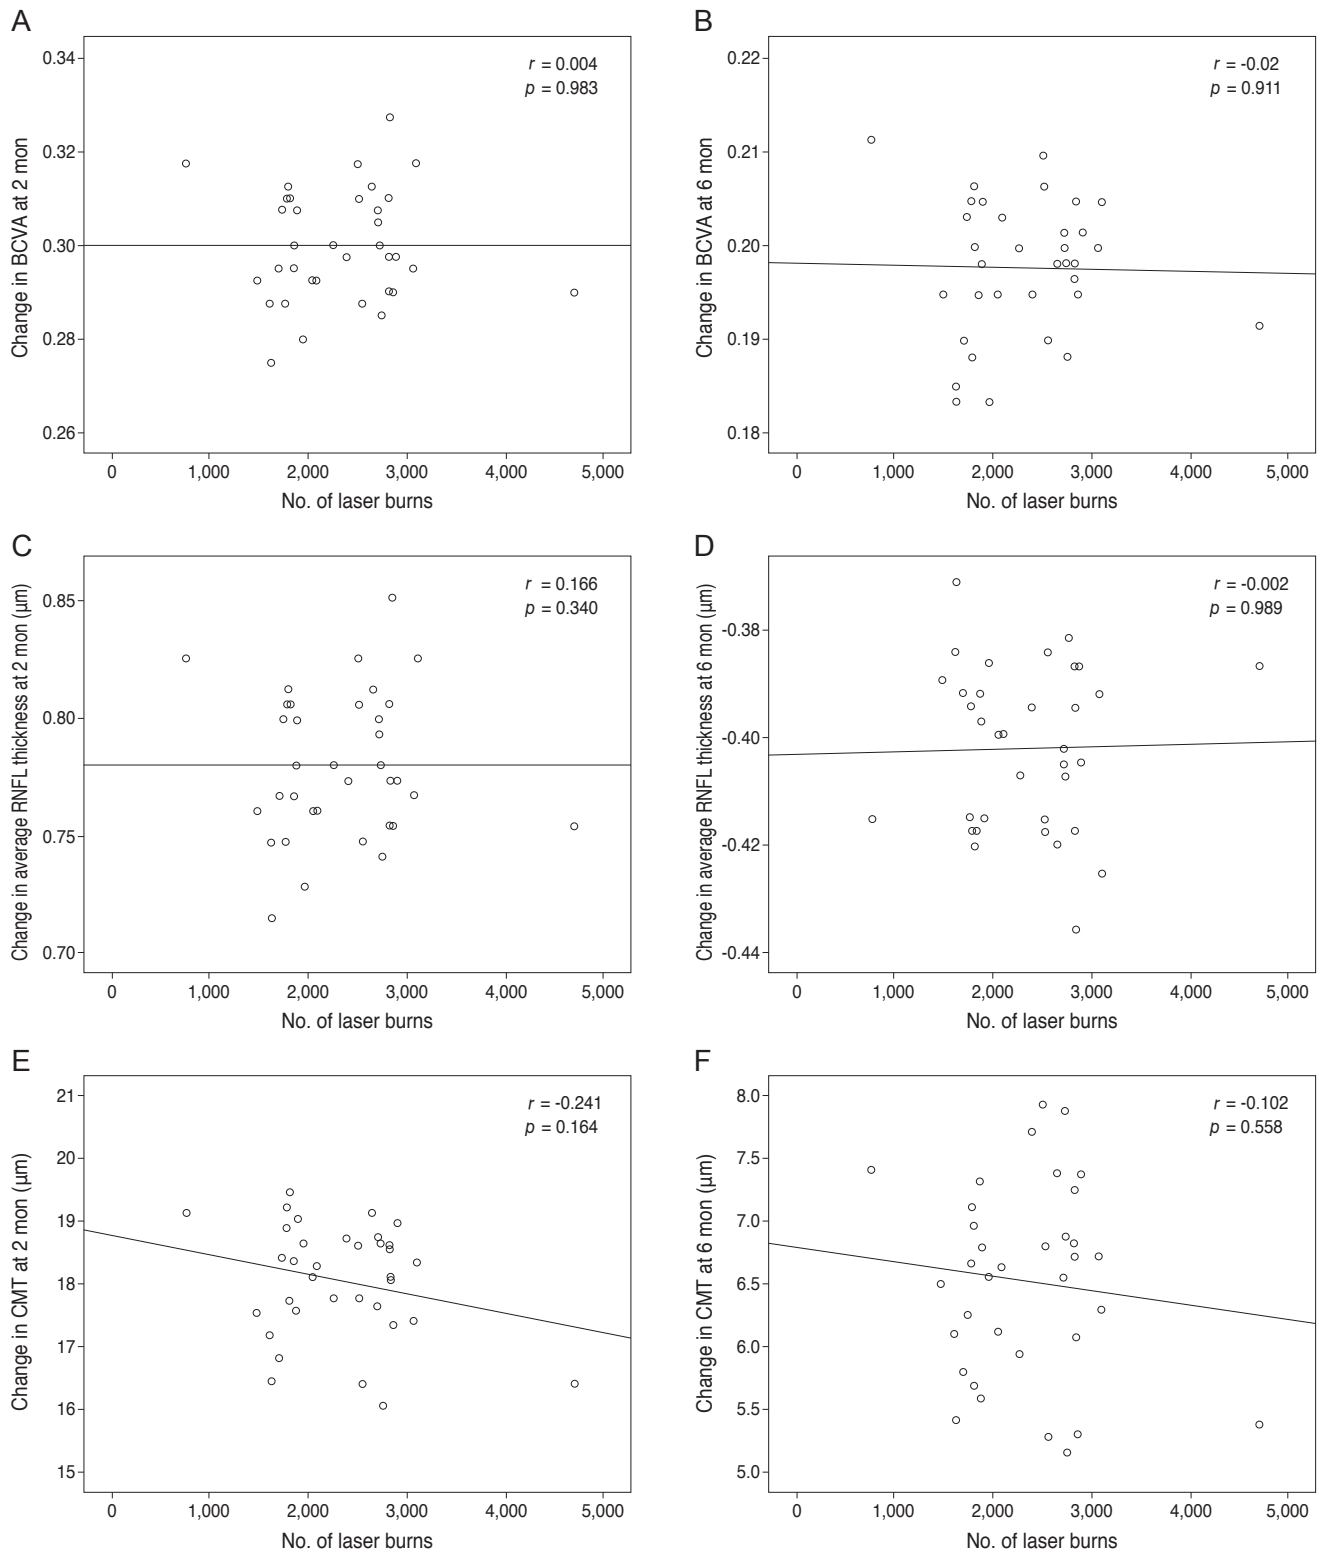 A
r = 0.004
p = 0.983
Change in BCVA at 2 mon
0.34
0.32
0.30
0.28
0.26
0 1,000 2,000 3,000 4,000 5,000
No. of laser burns
B
r = -0.02
p = 0.911
Change in BCVA at 6 mon
0.22
0.21
0.20
0.19
0.18
0 1,000 2,000 3,000 4,000 5,000
No. of laser burns
C
r = 0.166
p = 0.340
Change in average RNFL thickness at 2 mon (µm)
0.85
0.80
0.75
0.70
0 1,000 2,000 3,000 4,000 5,000
No. of laser burns
D
r = -0.002
p = 0.989
Change in average RNFL thickness at 6 mon (µm)
-0.38
-0.40
-0.42
-0.44
0 1,000 2,000 3,000 4,000 5,000
No. of laser burns
E
r = -0.241
p = 0.164
Change in CMT at 2 mon (µm)
21
20
19
18
17
16
15
0 1,000 2,000 3,000 4,000 5,000
No. of laser burns
F
r = -0.102
p = 0.558
Change in CMT at 6 mon (µm)
8.0
7.5
7.0
6.5
6.0
5.5
5.0
0 1,000 2,000 3,000 4,000 5,000
No. of laser burns